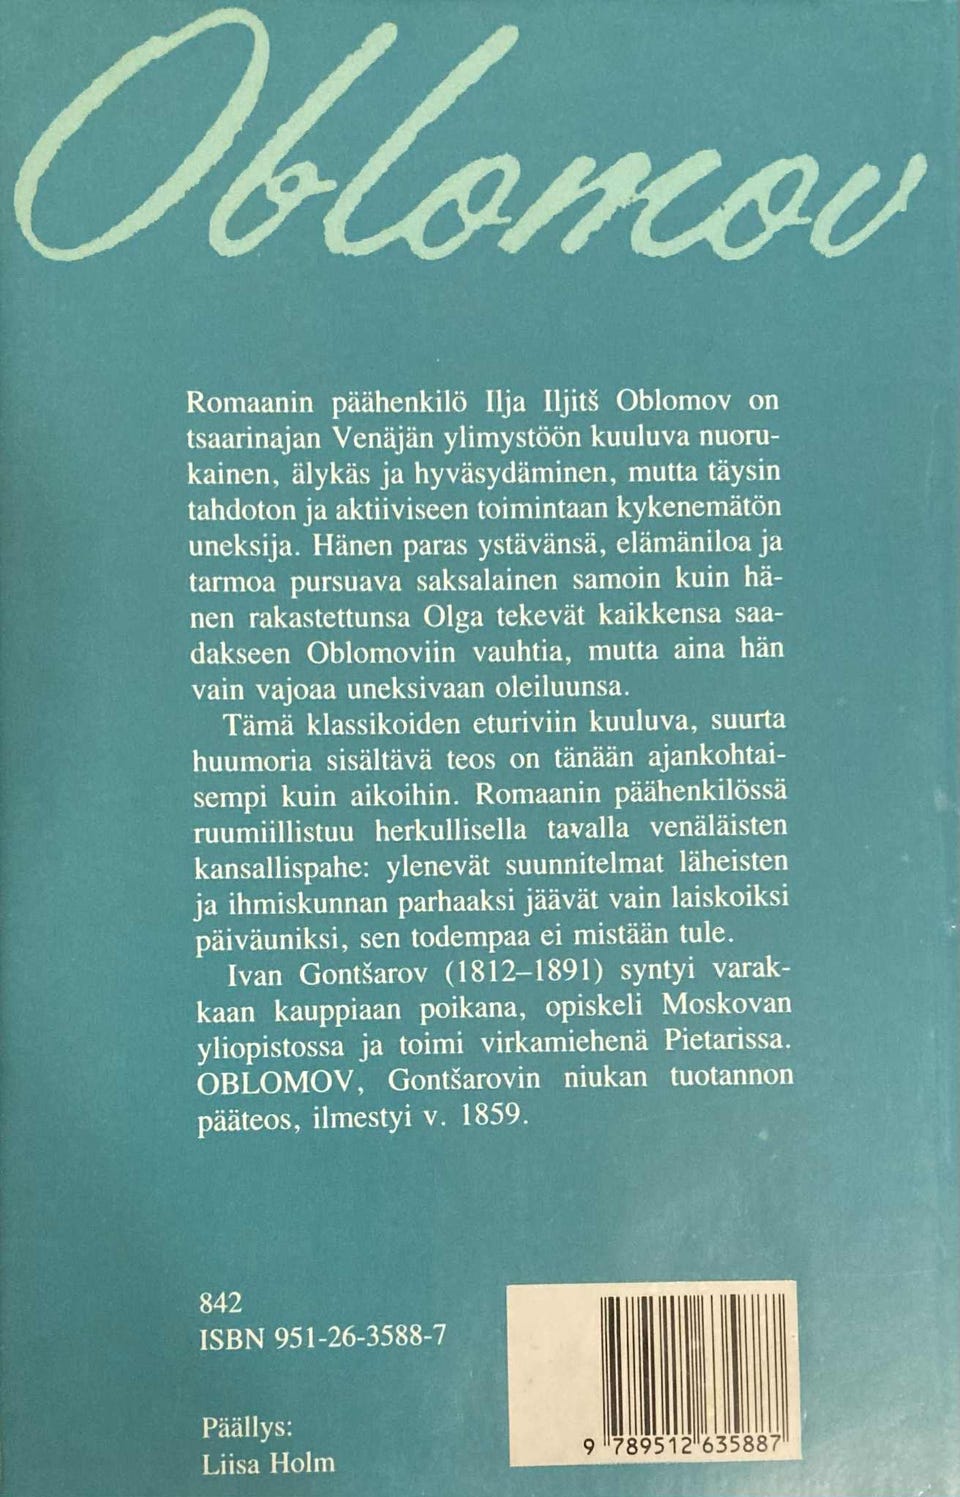 Oblomov
Romaanin päähenkilö Ilja Iljitš Oblomov on
tsaarinajan Venäjän ylimystöön kuuluva nuoru-
kainen, älykäs ja hyväsydäminen, mutta täysin
tahdoton ja aktiiviseen toimintaan kykenemätön
uneksija. Hänen paras ystävänsä, elämäniloa ja
tarmoa pursuava saksalainen samoin kuin hä-
nen rakastettunsa Olga tekevät kaikkensa saa-
dakseen Oblomoviin vauhtia, mutta aina hän
vain vajoaa uneksivaan oleiluunsa.
Tämä klassikoiden eturiviin kuuluva, suurta
huumoria sisältävä teos on tänään ajankohtai-
sempi kuin aikoihin. Romaanin päähenkilössä
ruumiillistuu herkullisella tavalla venäläisten
kansallispahe: ylenevät suunnitelmat läheisten
ja ihmiskunnan parhaaksi jäävät vain laiskoiksi
päiväuniksi, sen todempaa ei mistään tule.
Ivan Gontšarov (1812–1891) syntyi varak-
kaan kauppiaan poikana, opiskeli Moskovan
yliopistossa ja toimi virkamiehenä Pietarissa.
OBLOMOV, Gontšarovin niukan tuotannon
pääteos, ilmestyi v. 1859.
842
ISBN 951-26-3588-7
Päällys:
Liisa Holm
9 789512 635887